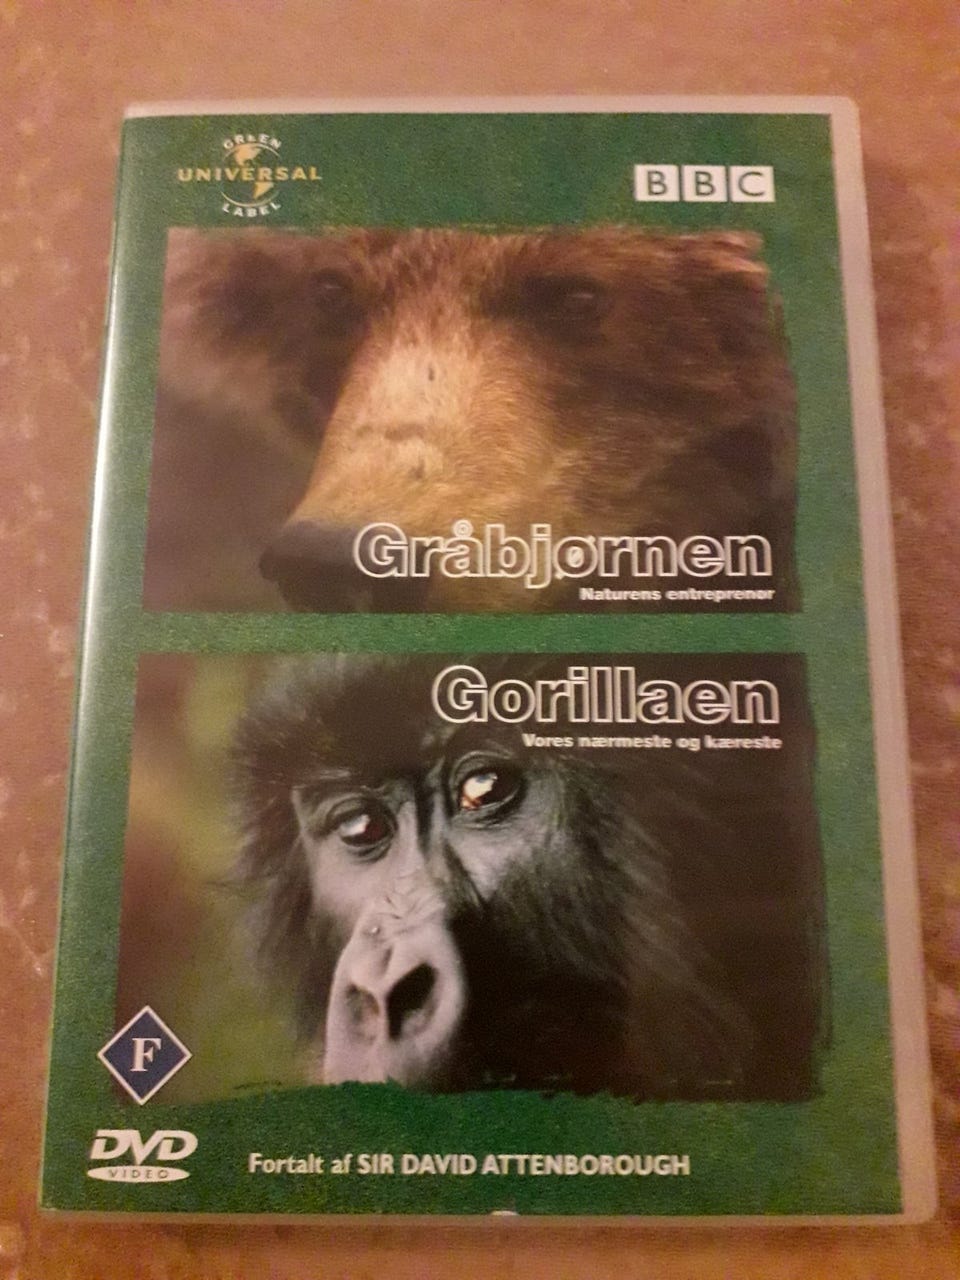 GREEN
UNIVERSAL
LABEL
BBC
Gråbjørnen
Naturens entreprenør
Gorillaen
Vores nærmeste og kæreste
F
DVD
VIDEO
Fortalt af SIR DAVID ATTENBOROUGH